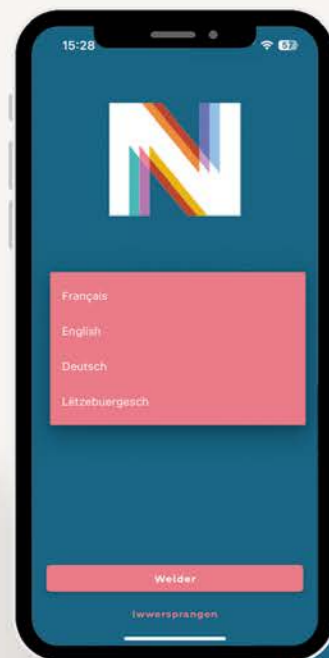 15:28
57
N
Français
English
Deutsch
Lëtzebuergesch
Weider
Iwwersprangen